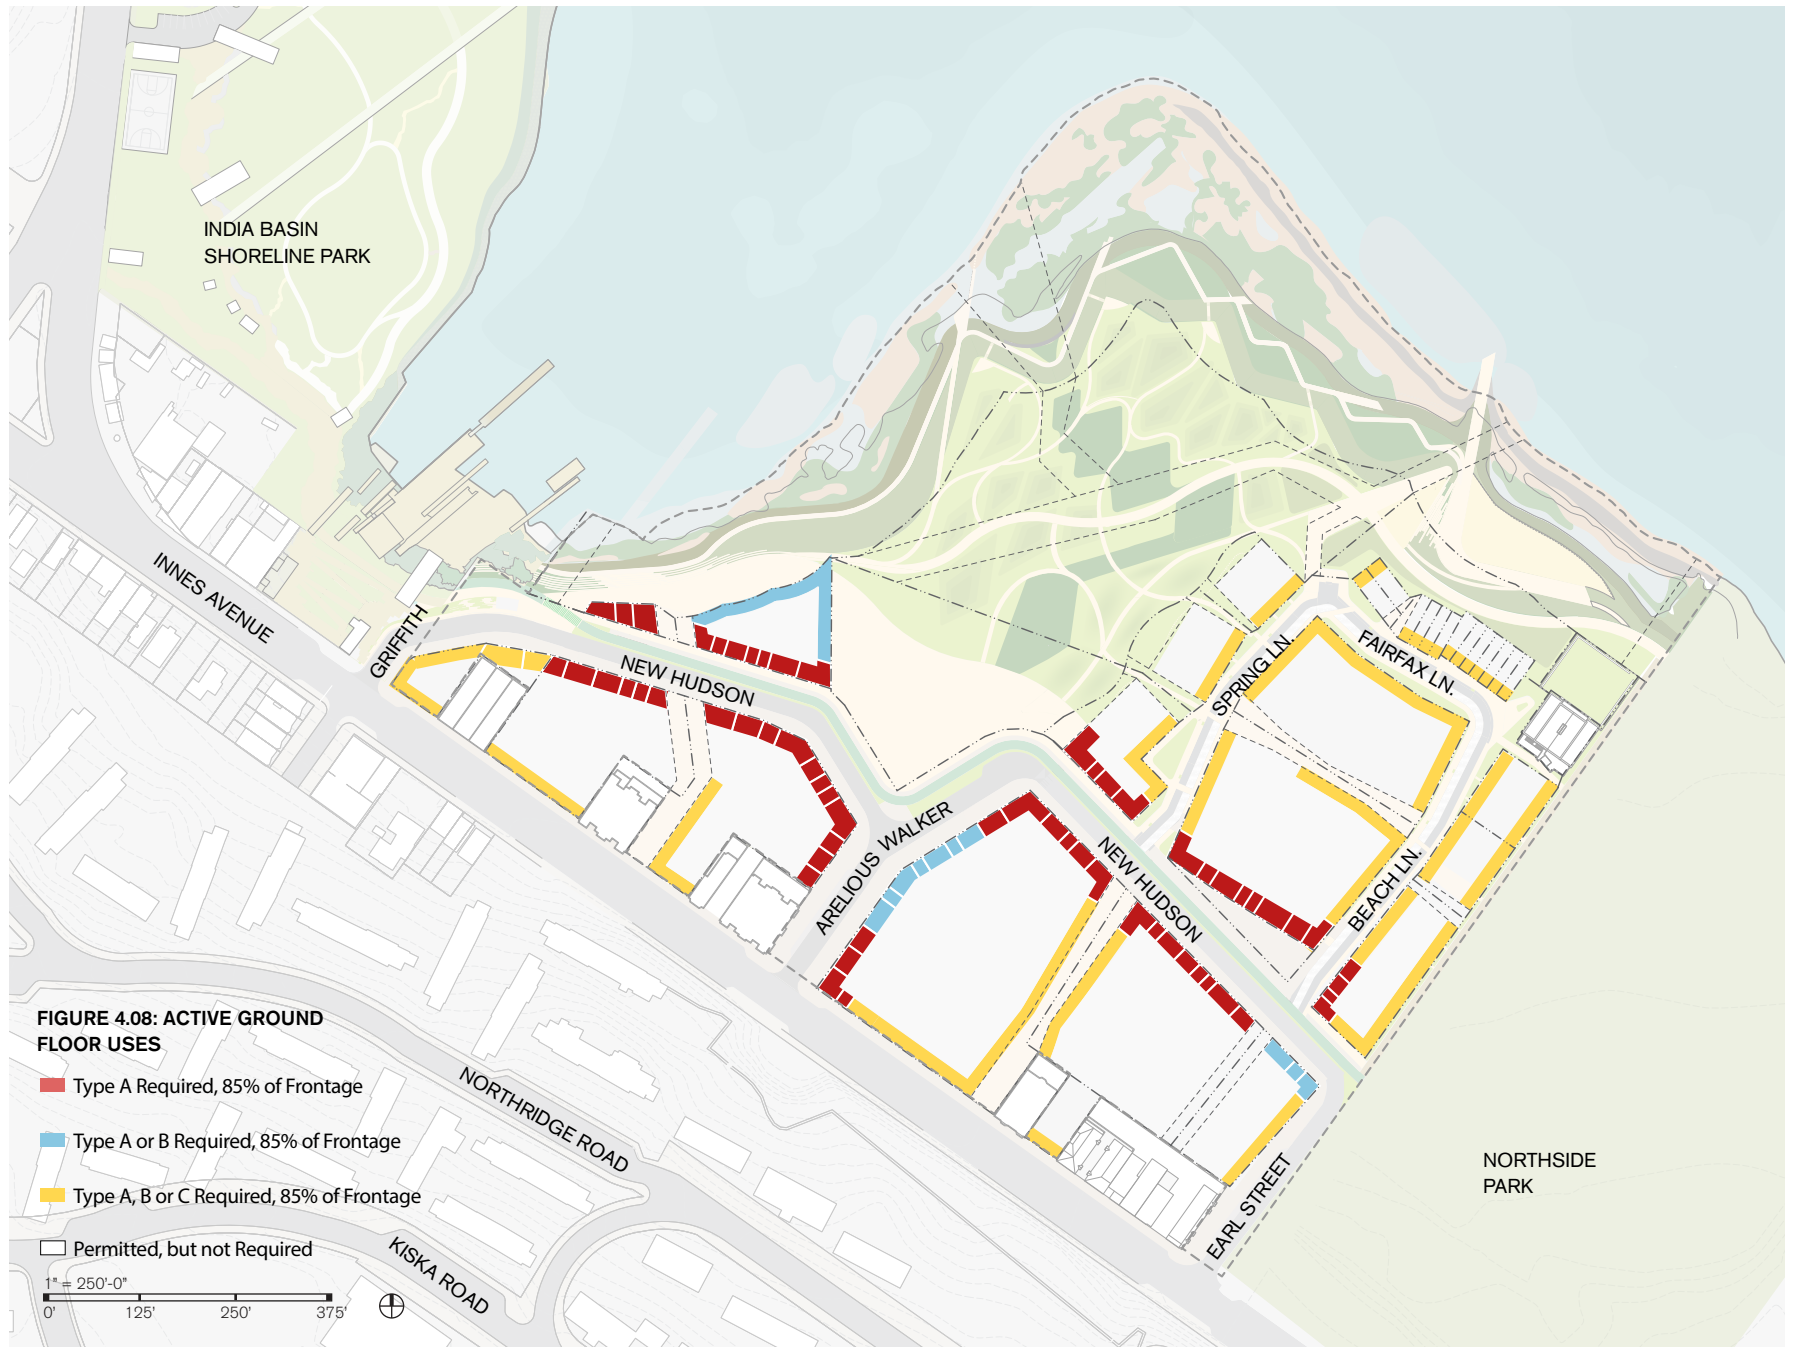 INDIA BASIN
SHORELINE PARK
INNES AVENUE
GRIFFITH
NEW HUDSON
SPRING LN.
FAIRFAX LN.
ARELIOUS WALKER
NEW HUDSON
BEACH LN.
FIGURE 4.08: ACTIVE GROUND
FLOOR USES
Type A Required, 85% of Frontage
Type A or B Required, 85% of Frontage
Type A, B or C Required, 85% of Frontage
Permitted, but not Required
1" = 250'-0"
0' 125' 250' 375'
NORTHRIDGE ROAD
KISKA ROAD
EARL STREET
NORTHSIDE
PARK